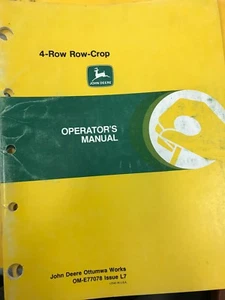 4-Row Row-Crop
JOHN DEERE
OPERATOR'S
MANUAL
John Deere Ottumwa Works
OM-E77078 Issue L7